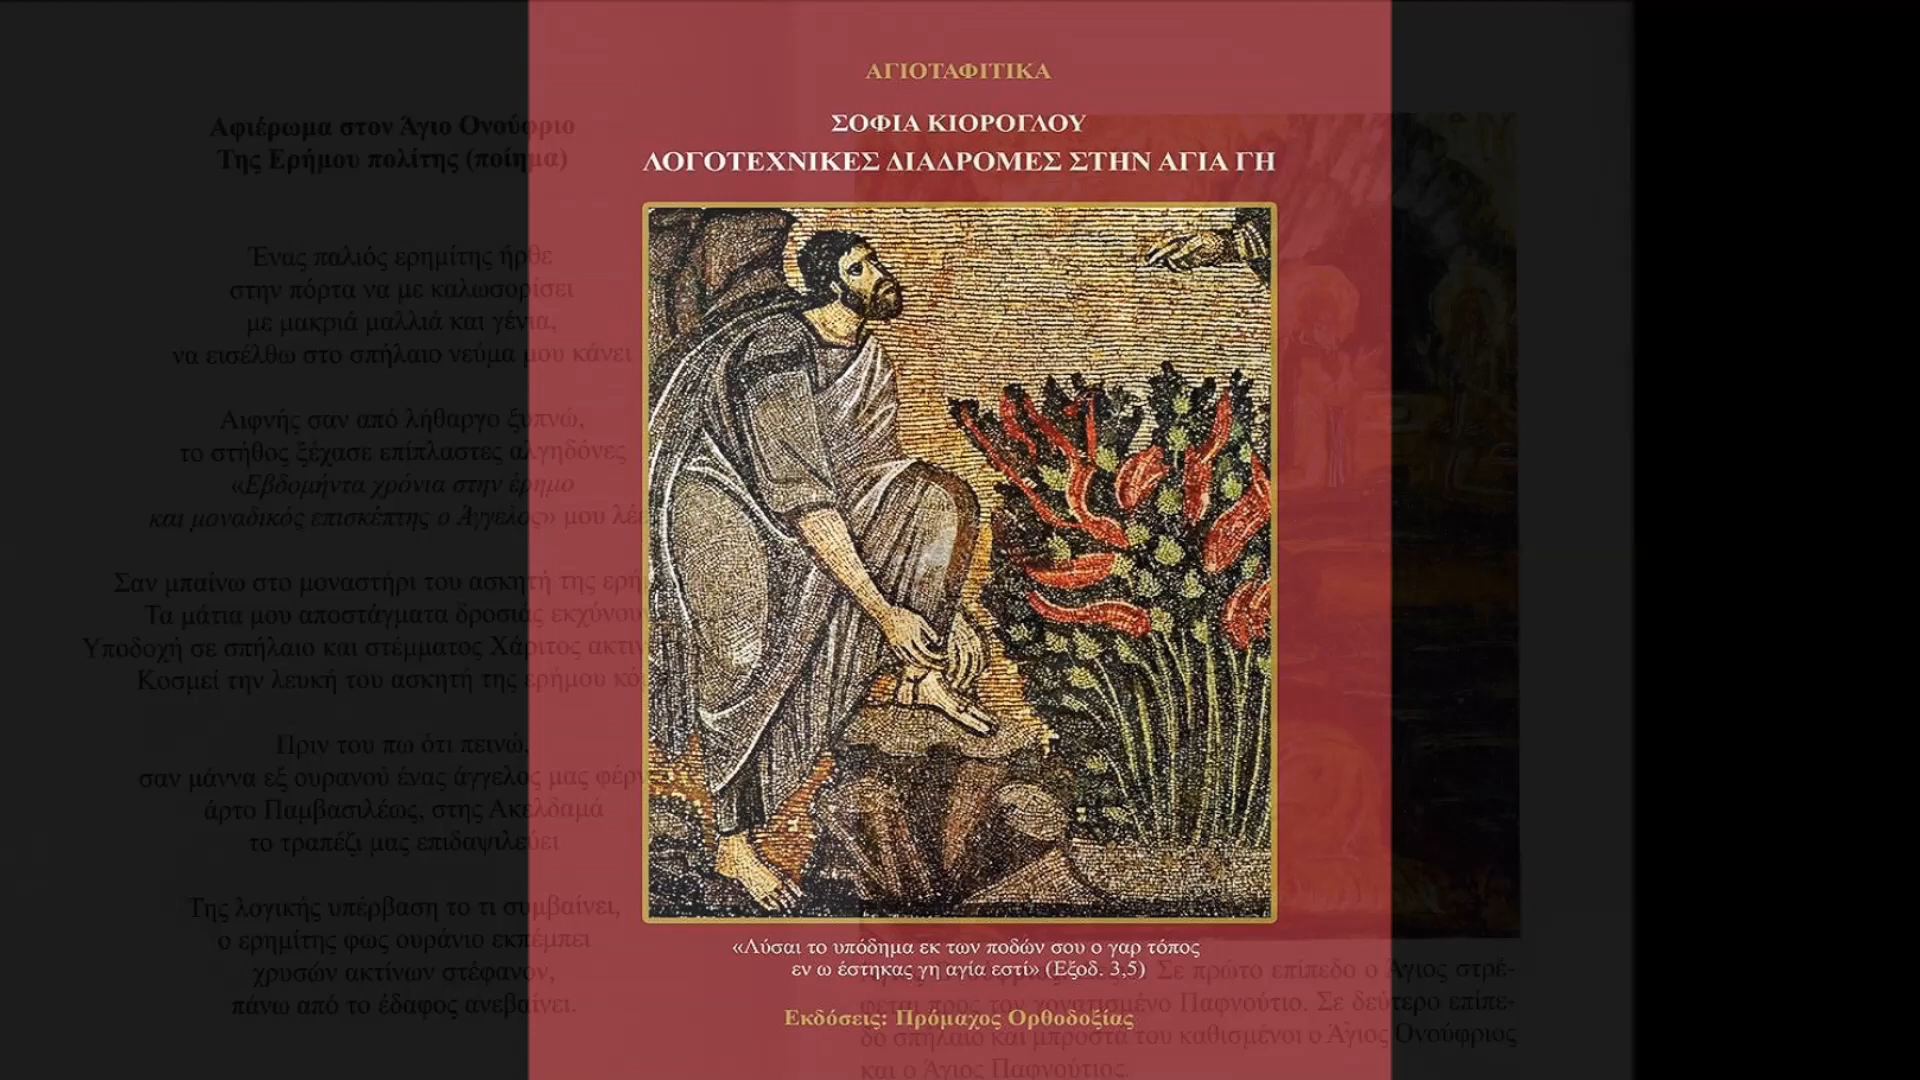 ΑΓΙΟΤΑΦΙΤΙΚΑ
ΣΟΦΙΑ ΚΙΟΡΟΓΛΟΥ
ΛΟΓΟΤΕΧΝΙΚΕΣ ΔΙΑΔΡΟΜΕΣ ΣΤΗΝ ΑΓΙΑ ΓΗ
«Λύσαι το υπόδημα εκ των ποδών σου ο γαρ τόπος
εν ω έστηκας γη αγία εστί» (Εξοδ. 3,5)
Εκδόσεις: Πρόμαχος Ορθοδοξίας
Αφιέρωμα στον Άγιο Ονούφριο
Της Ερήμου πολίτης (ποίημα)
Ένας παλιός ερημίτης ήρθε
στην πόρτα να με καλωσορίσει
με μακριά μαλλιά και γένια,
να εισέλθω στο σπήλαιο νεύμα μου κάνει
Αιφνής σαν από λήθαργο ξυπνώ,
το στήθος ξέχασε επίπλαστες αλγηδόνες
«Εβδομήντα χρόνια στην έρημο
και μοναδικός επισκέπτης ο Άγγελος» μου λέει
Σαν μπαίνω στο μοναστήρι του ασκητή της
Τα μάτια μου αποστάγματα δροσιάς εκχύνουν
Υποδοχή σε σπήλαιο και στέμματος Χάριτος
Κοσμεί την λευκή του ασκητή της ερήμου
Πριν του πω ότι πεινώ,
σαν μάννα εξ ουρανού ένας άγγελος μας
άρτο Παμβασιλέως, στης Ακελδαμά
το τραπέζι μας επιδαψιλεύει
Της λογικής υπέρβαση το τι συμβαίνει,
ο ερημίτης φως ουράνιο εκπέμπει
χρυσών ακτίνων στέφανον,
πάνω από το έδαφος ανεβαίνει.
Σε πρώτο επίπεδο ο Άγιος στρέ-
φεται προς τον γονατισμένο Παφνούτιο. Σε δεύτερο επίπε-
δο σπήλαιο και μπροστά του καθισμένοι ο Άγιος Ονούφριος
και ο Άγιος Παφνούτιος.